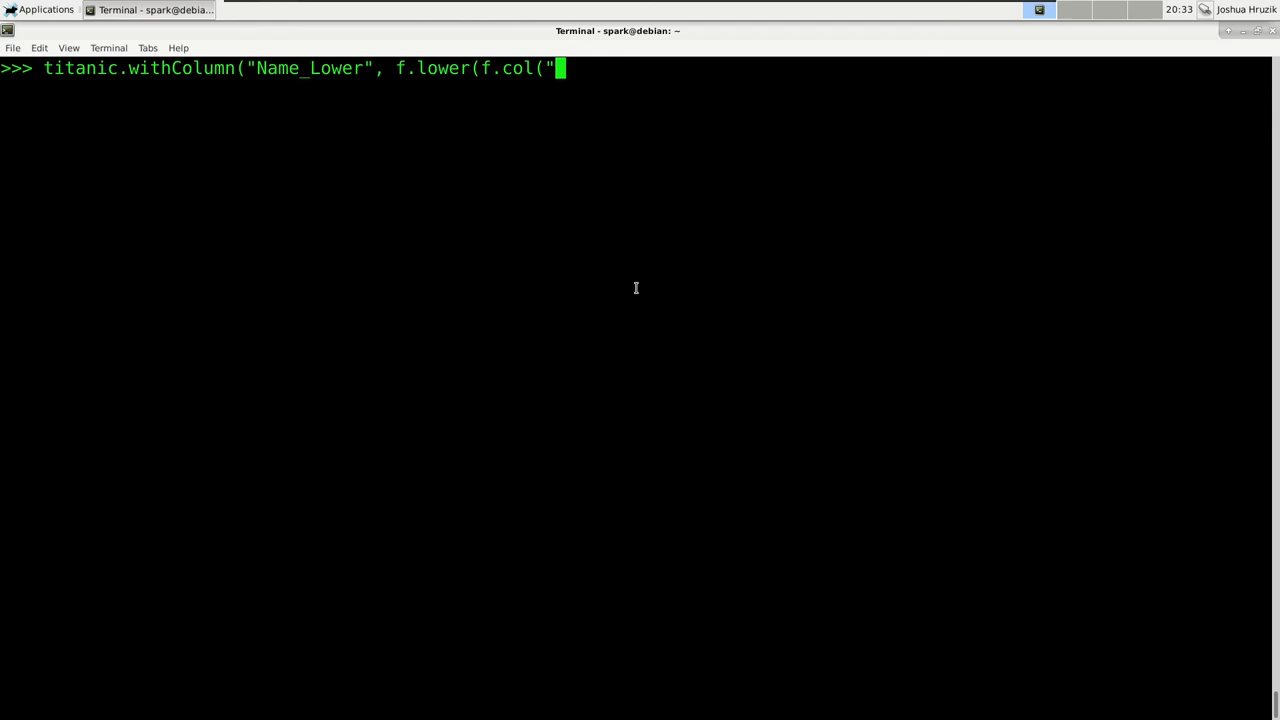 Applications
Terminal - spark@debia...
20:33
Joshua Hruzik
Terminal - spark@debian: ~
File Edit View Terminal Tabs Help
>>> titanic.withColumn("Name_Lower", f.lower(f.col("